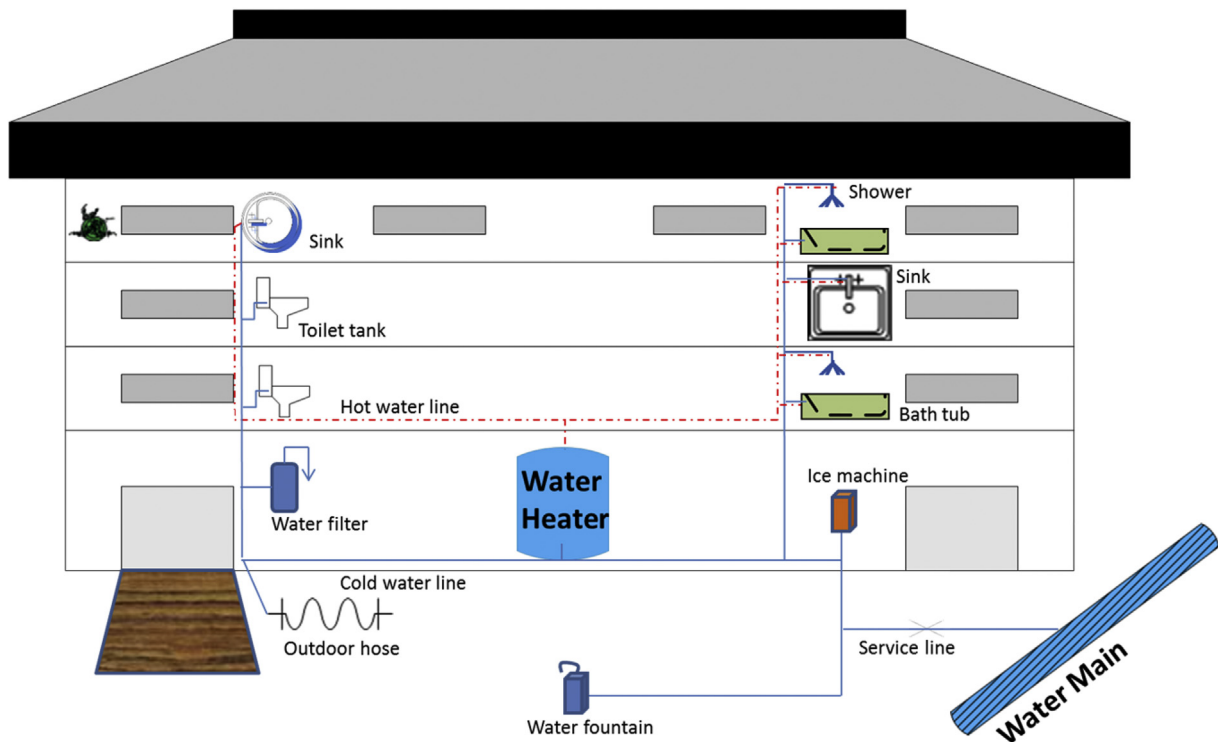 Shower
Sink
Sink
Toilet tank
Hot water line
Bath tub
Water
Heater
Ice machine
Water filter
Cold water line
Outdoor hose
Service line
Water Main
Water fountain